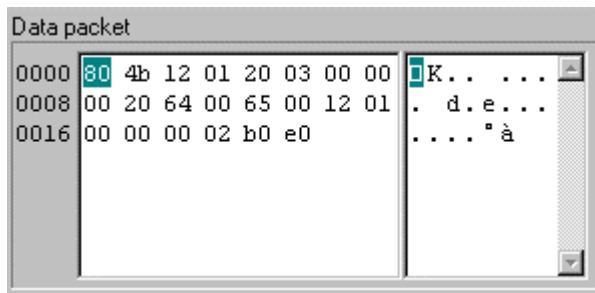 Data packet
0000 80 4b 12 01 20 03 00 00 ▯K.. ...
0008 00 20 64 00 65 00 12 01 . d.e...
0016 00 00 00 02 b0 e0 ....°à